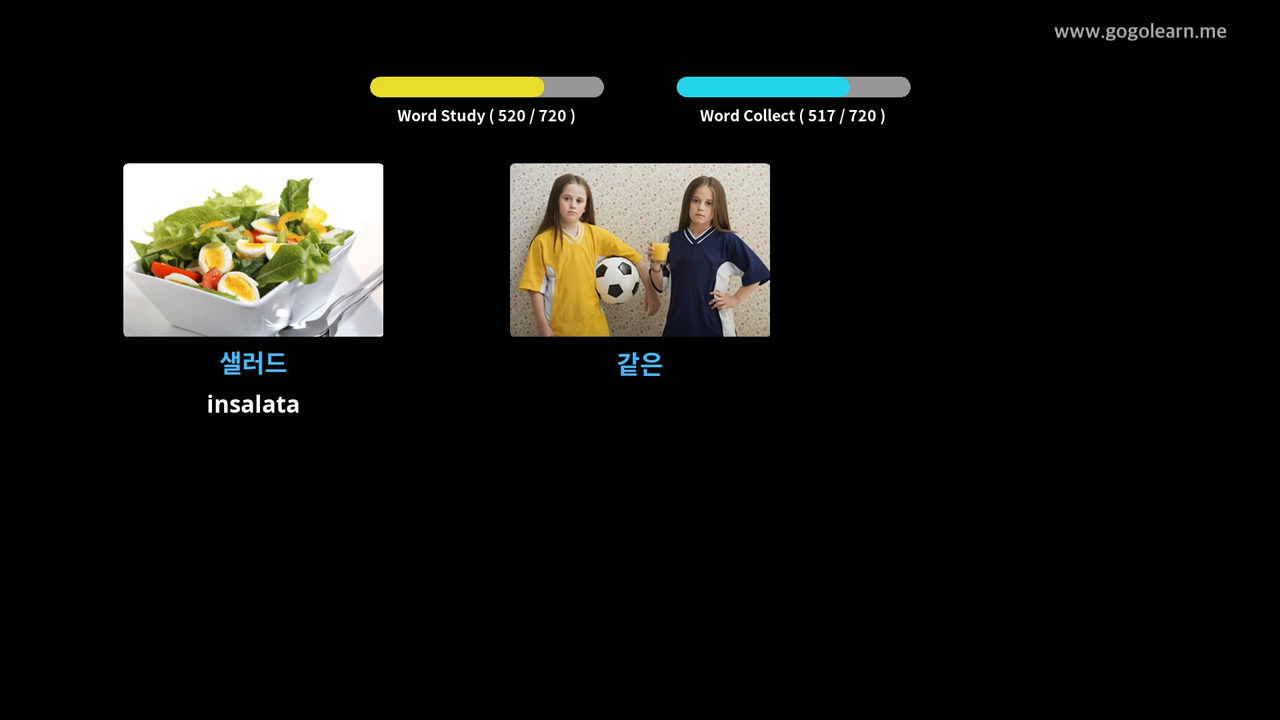 www.gogolearn.me
Word Study ( 520 / 720 )
Word Collect ( 517 / 720 )
샐러드
insalata
같은